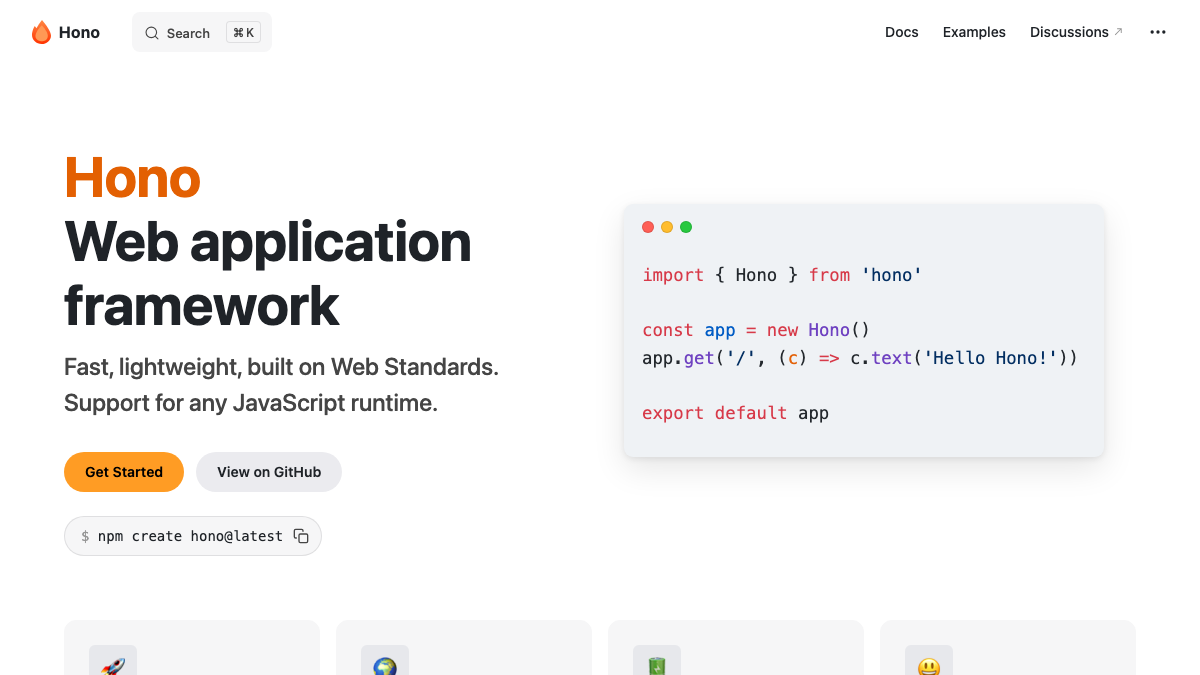 Hono
Search
⌘ K
Docs
Examples
Discussions
Hono
Web application
framework
Fast, lightweight, built on Web Standards.
Support for any JavaScript runtime.
Get Started
View on GitHub
$ npm create hono@latest
import { Hono } from 'hono'
const app = new Hono()
app.get('/', (c) => c.text('Hello Hono!'))
export default app